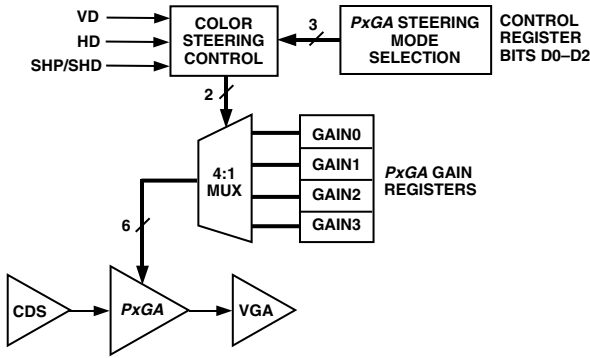 VD
HD
SHP/SHD
COLOR
STEERING
CONTROL
3
PxGA STEERING
MODE
SELECTION
CONTROL
REGISTER
BITS D0–D2
2
4:1
MUX
GAIN0
GAIN1
GAIN2
GAIN3
PxGA GAIN
REGISTERS
6
CDS
PxGA
VGA